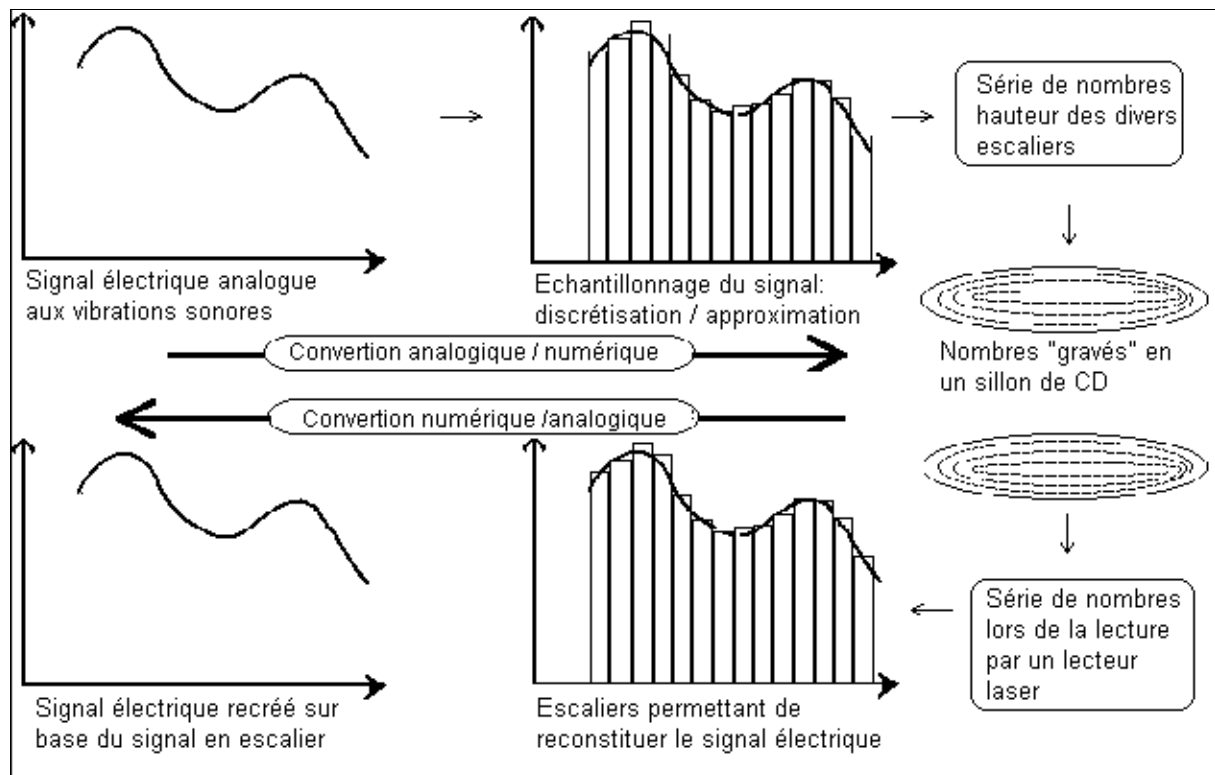 Signal électrique analogue
aux vibrations sonores
Echantillonnage du signal:
discrétisation / approximation
Série de nombres
hauteur des divers
escaliers
Nombres "gravés" en
un sillon de CD
Convertion analogique / numérique
Convertion numérique /analogique
Série de nombres
lors de la lecture
par un lecteur
laser
Escaliers permettant de
reconstituer le signal électrique
Signal électrique recréé sur
base du signal en escalier